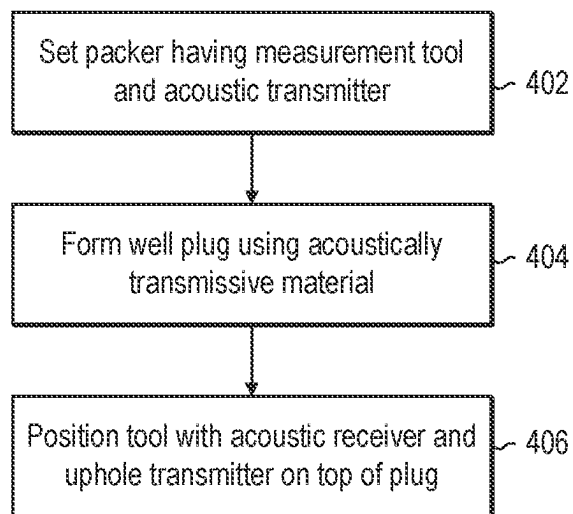 Set packer having measurement tool
and acoustic transmitter
402
Form well plug using acoustically
transmissive material
404
Position tool with acoustic receiver and
uphole transmitter on top of plug
406